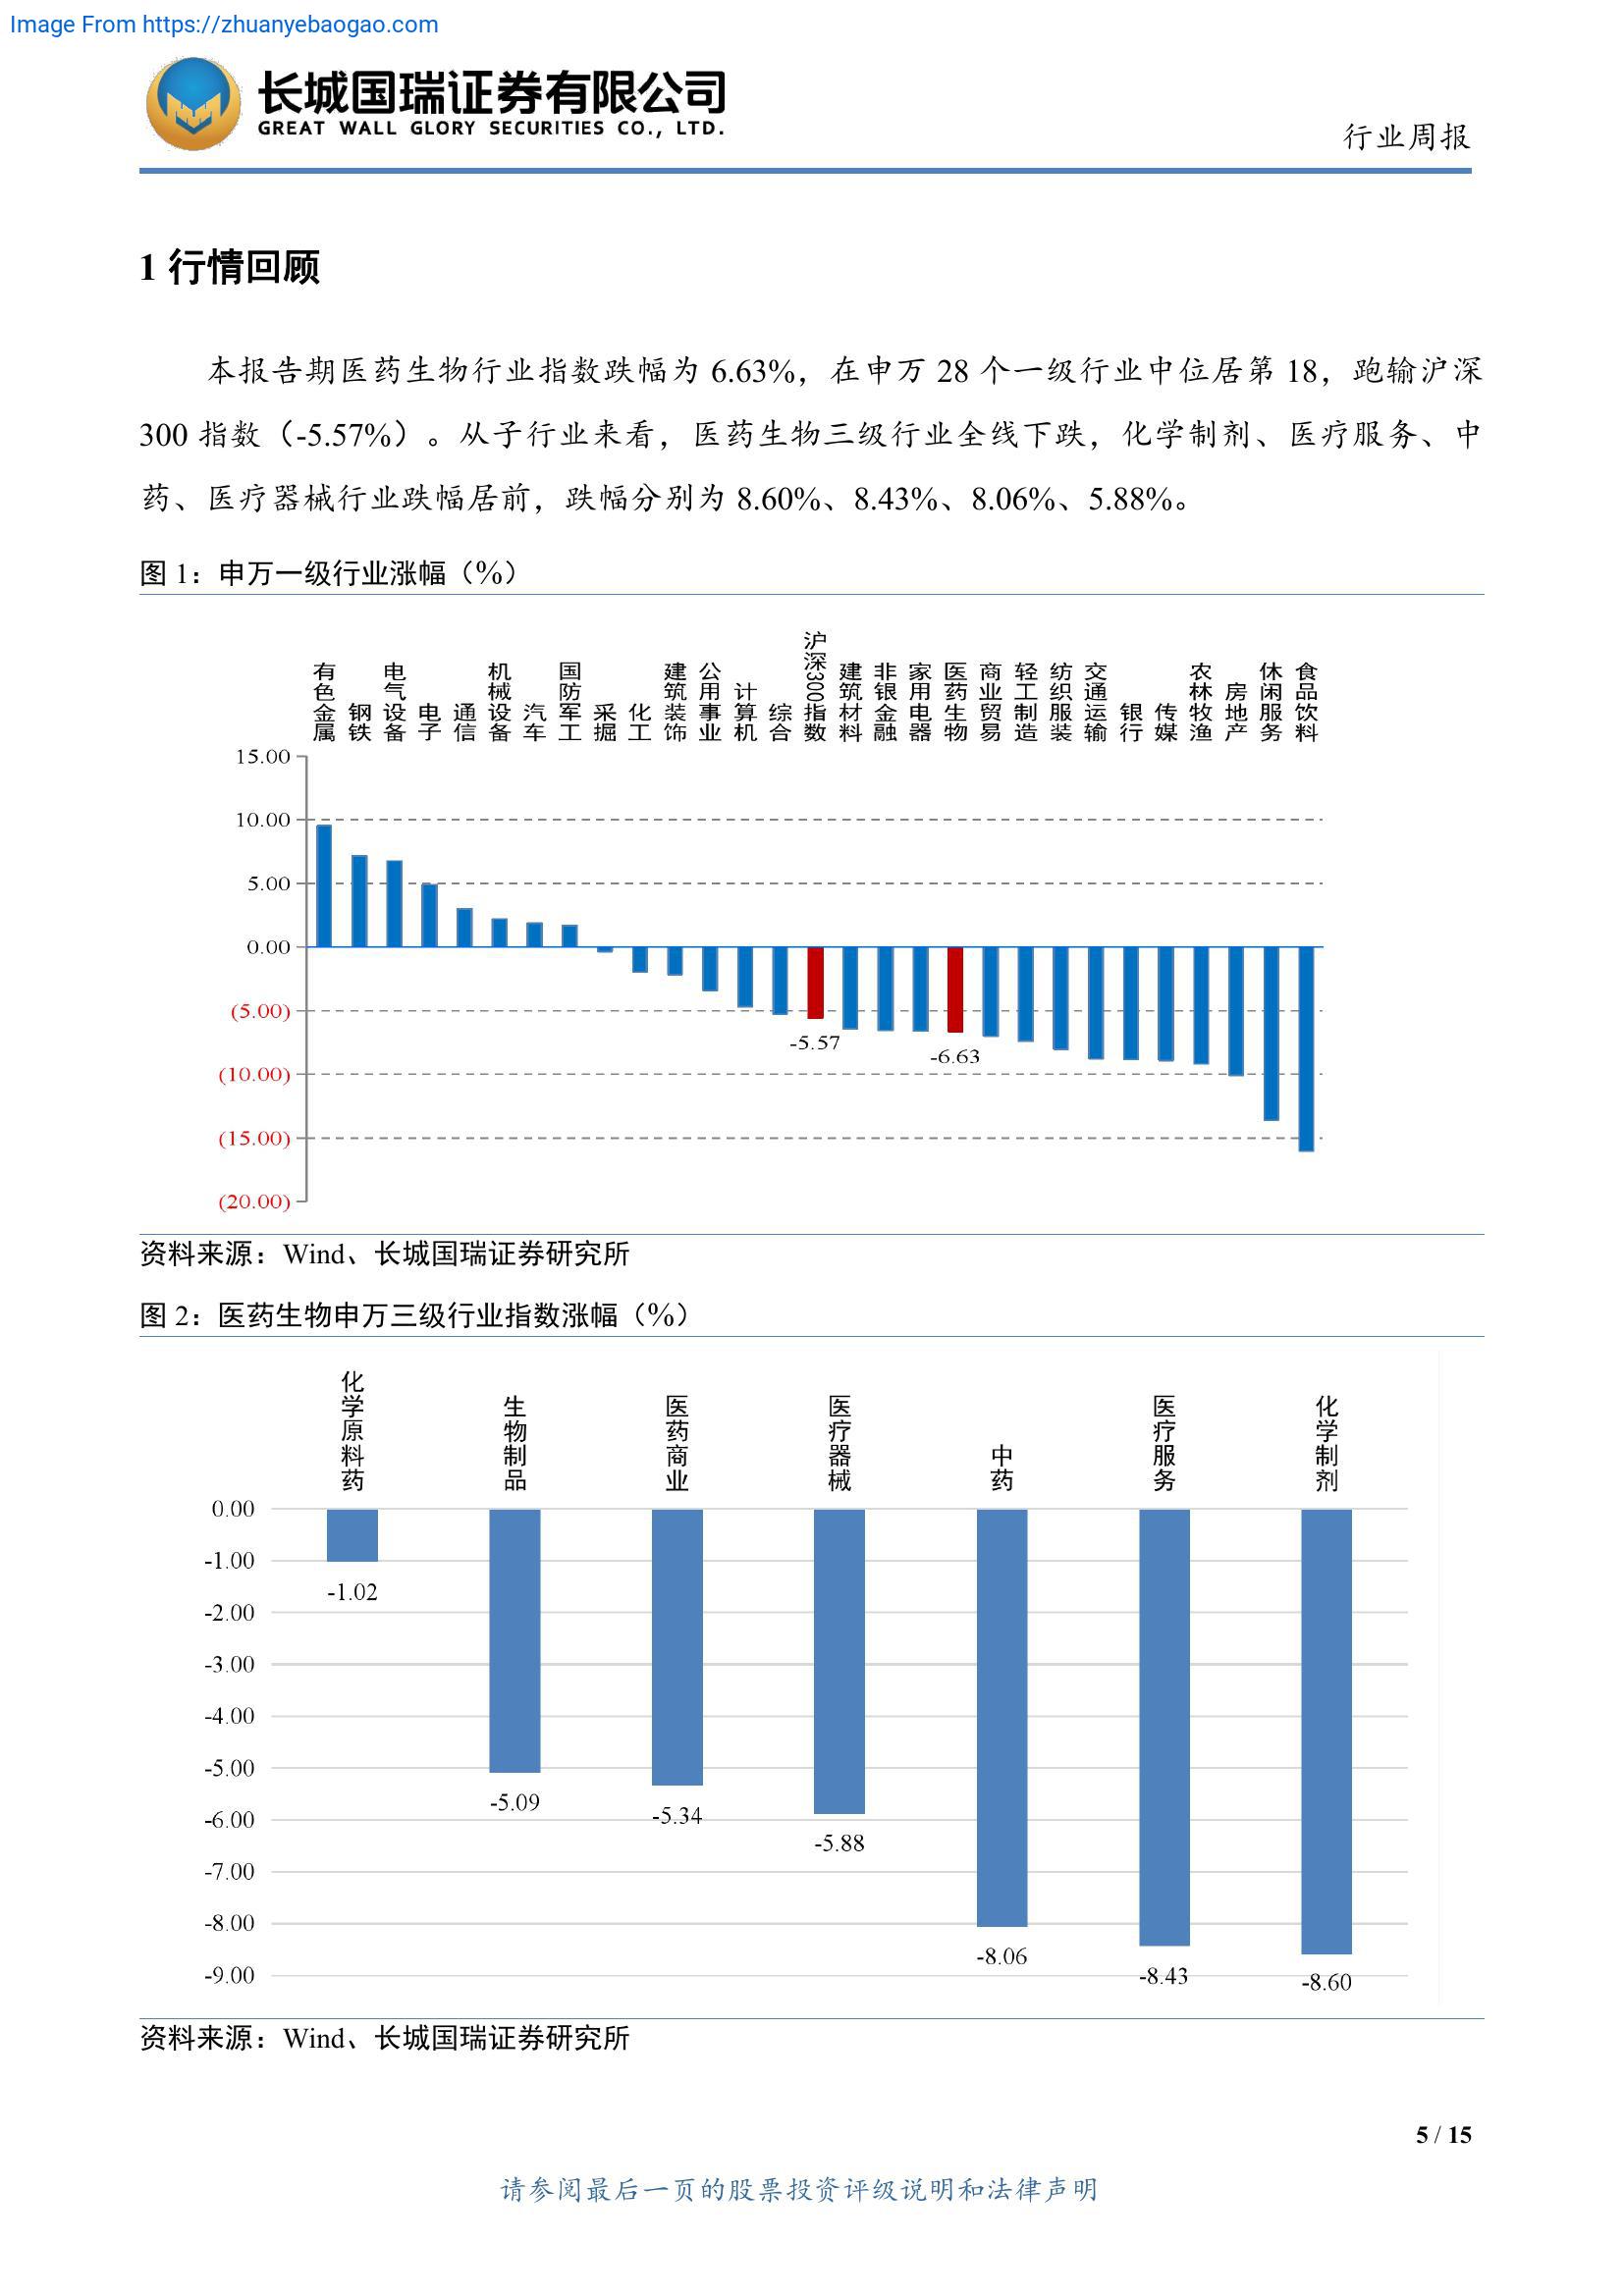 Image From https://zhuanyebaogao.com
长城国瑞证券有限公司
GREAT WALL GLORY SECURITIES CO., LTD.
行业周报
1 行情回顾
本报告期医药生物行业指数跌幅为 6.63%，在申万 28 个一级行业中位居第 18，跑输沪深
300 指数（-5.57%）。从子行业来看，医药生物三级行业全线下跌，化学制剂、医疗服务、中
药、医疗器械行业跌幅居前，跌幅分别为 8.60%、8.43%、8.06%、5.88%。
图 1：申万一级行业涨幅（%）
有色金属
钢铁
电气设备
电子
通信
机械设备
汽车
国防军工
采掘
化工
建筑装饰
公用事业
计算机
综合
沪深300指数
建筑材料
非银金融
家用电器
医药生物
商业贸易
轻工制造
纺织服装
交通运输
银行
传媒
农林牧渔
房地产
休闲服务
食品饮料
15.00
10.00
5.00
0.00
(5.00)
(10.00)
(15.00)
(20.00)
-5.57
-6.63
资料来源：Wind、长城国瑞证券研究所
图 2：医药生物申万三级行业指数涨幅（%）
化学原料药
生物制品
医药商业
医疗器械
中药
医疗服务
化学制剂
0.00
-1.00
-2.00
-3.00
-4.00
-5.00
-6.00
-7.00
-8.00
-9.00
-1.02
-5.09
-5.34
-5.88
-8.06
-8.43
-8.60
资料来源：Wind、长城国瑞证券研究所
5 / 15
请参阅最后一页的股票投资评级说明和法律声明